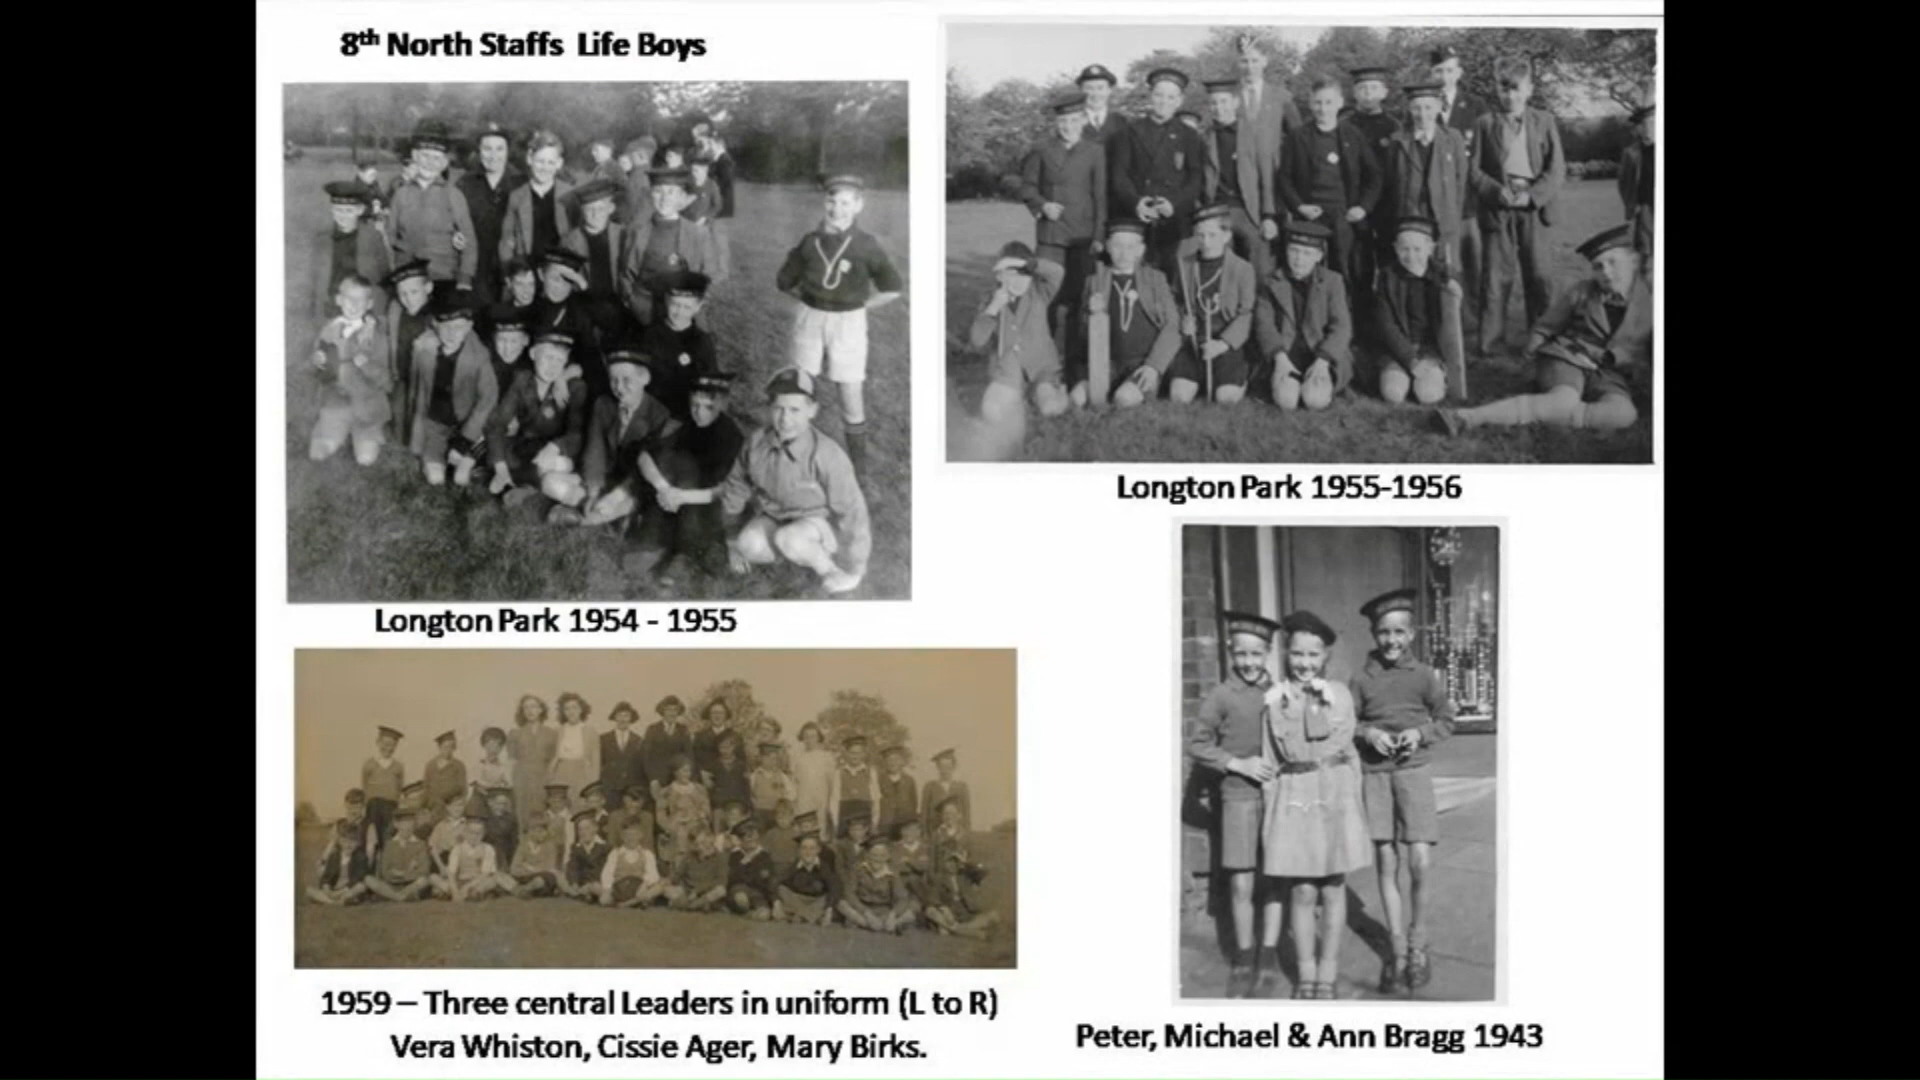 8th North Staffs Life Boys
Longton Park 1955-1956
Longton Park 1954 - 1955
1959 – Three central Leaders in uniform (L to R)
Vera Whiston, Cissie Ager, Mary Birks.
Peter, Michael & Ann Bragg 1943